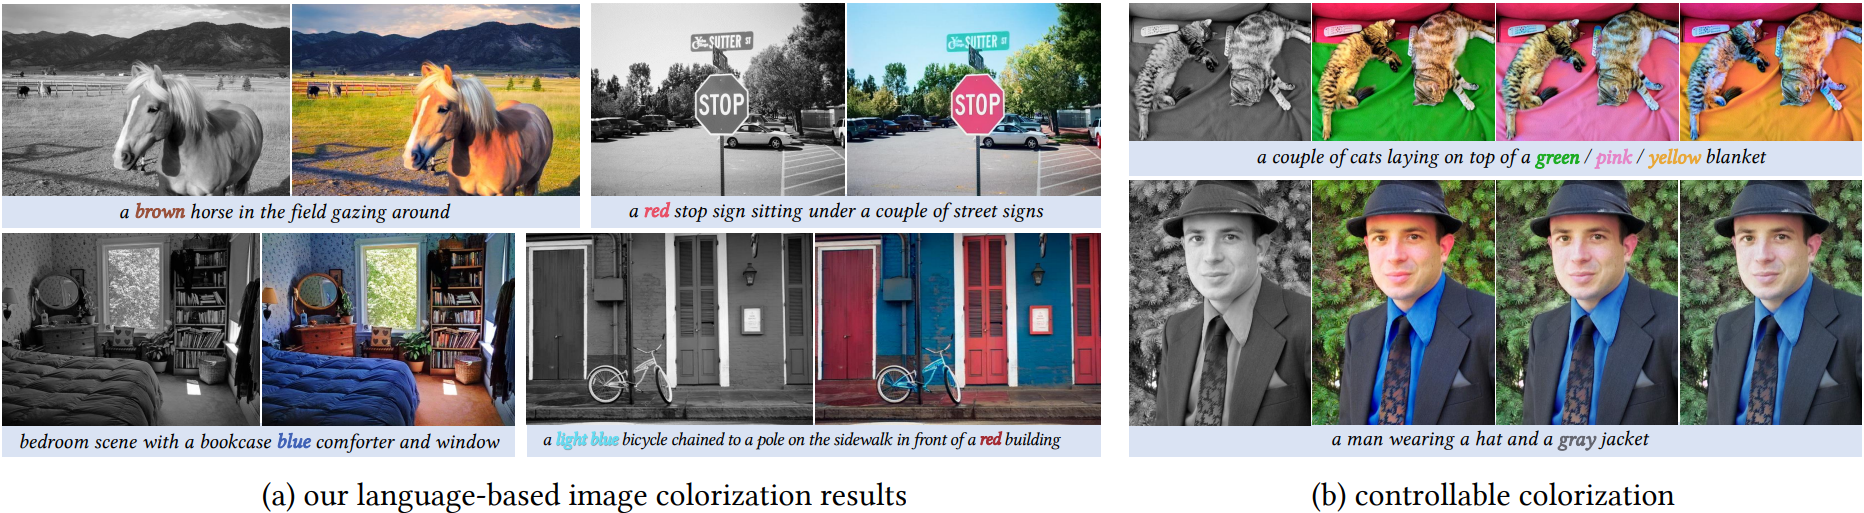 SUTTER ST
STOP
SUTTER ST
STOP
a brown horse in the field gazing around
a red stop sign sitting under a couple of street signs
bedroom scene with a bookcase blue comforter and window
a light blue bicycle chained to a pole on the sidewalk in front of a red building
(a) our language-based image colorization results
a couple of cats laying on top of a green / pink / yellow blanket
a man wearing a hat and a gray jacket
(b) controllable colorization